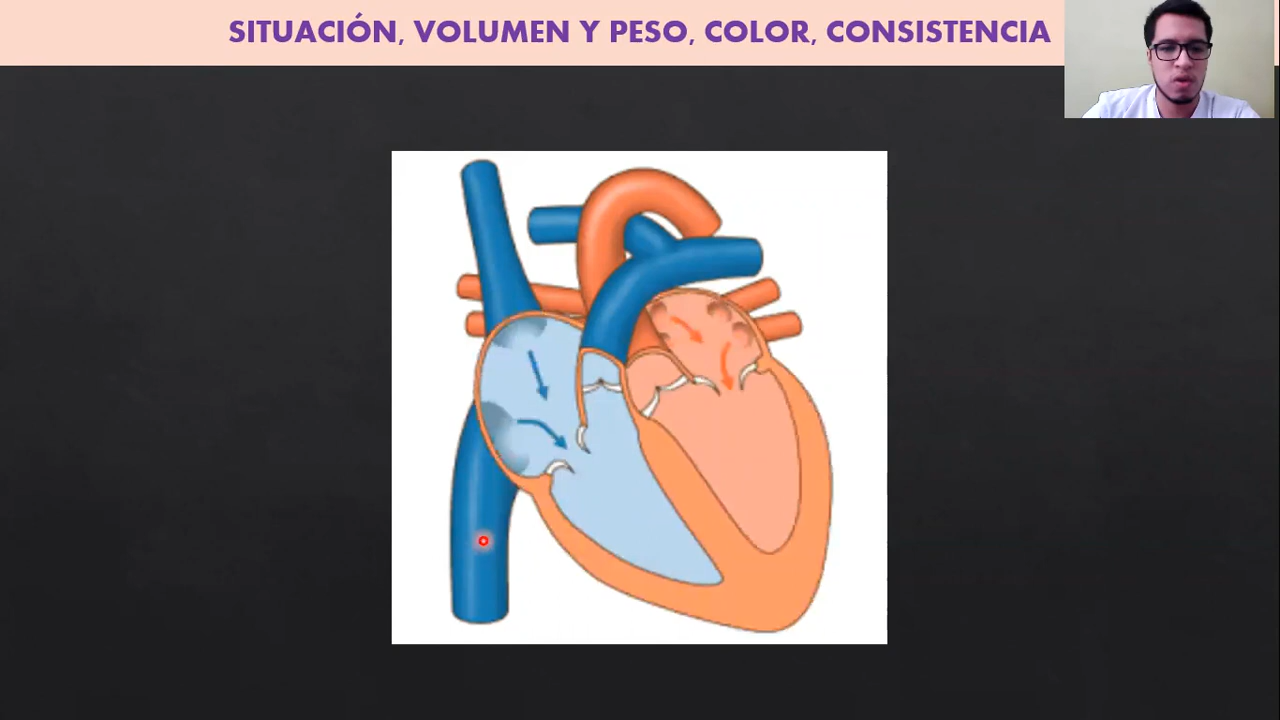 SITUACIÓN, VOLUMEN Y PESO, COLOR, CONSISTENCIA